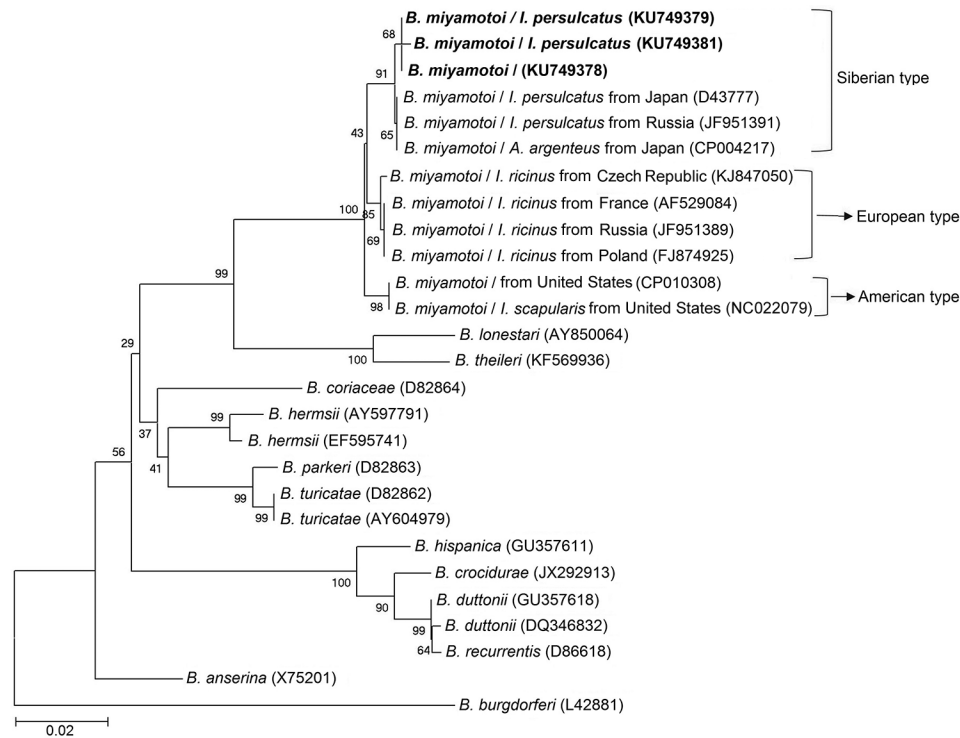 B. miyamotoi / I. persulcatus (KU749379)
68
B. miyamotoi / I. persulcatus (KU749381)
B. miyamotoi / (KU749378)
91
Siberian type
B. miyamotoi / I. persulcatus from Japan (D43777)
B. miyamotoi / I. persulcatus from Russia (JF951391)
43
65
B. miyamotoi / A. argenteus from Japan (CP004217)
B. miyamotoi / I. ricinus from Czech Republic (KJ847050)
B. miyamotoi / I. ricinus from France (AF529084)
100
85
European type
B. miyamotoi / I. ricinus from Russia (JF951389)
69
B. miyamotoi / I. ricinus from Poland (FJ874925)
99
B. miyamotoi / from United States (CP010308)
American type
98
B. miyamotoi / I. scapularis from United States (NC022079)
B. lonestari (AY850064)
29
100
B. theileri (KF569936)
B. coriaceae (D82864)
99
B. hermsii (AY597791)
37
B. hermsii (EF595741)
56
41
B. parkeri (D82863)
99
B. turicatae (D82862)
99
B. turicatae (AY604979)
B. hispanica (GU357611)
100
B. crocidurae (JX292913)
90
B. duttonii (GU357618)
99
B. duttonii (DQ346832)
64
B. recurrentis (D86618)
B. anserina (X75201)
B. burgdorferi (L42881)
0.02